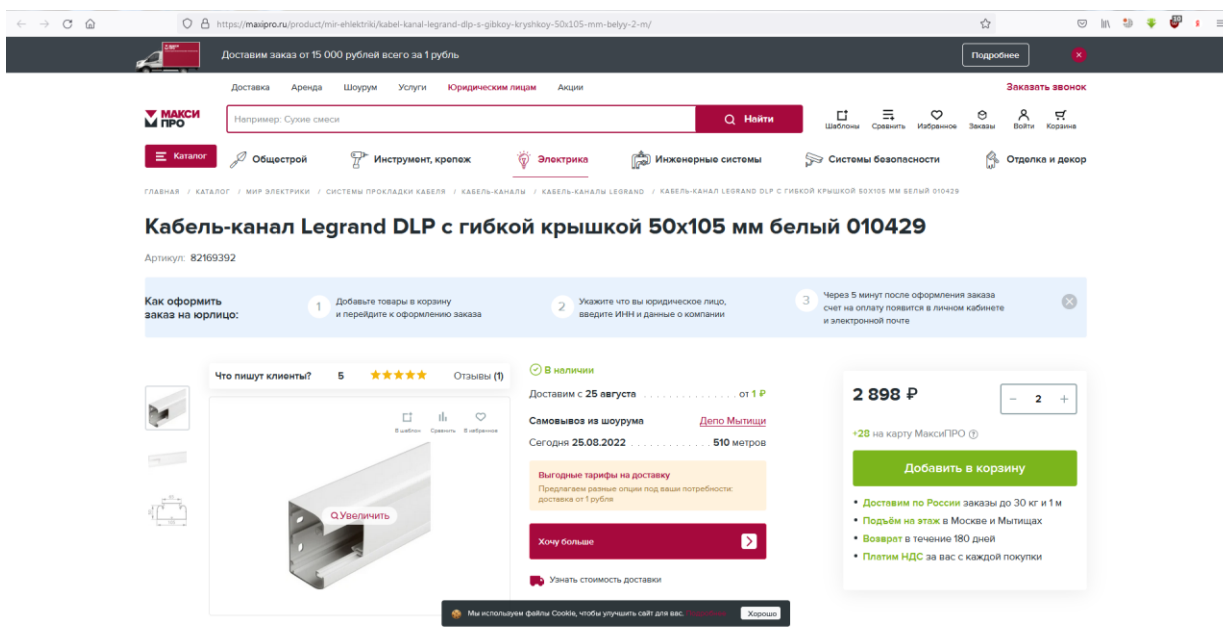 https://maxipro.ru/product/mir-ehlektriki/kabel-kanal-legrand-dlp-s-gibkoy-kryshkoy-50x105-mm-belyy-2-m/
Доставим заказ от 15 000 рублей всего за 1 рубль
Подробнее
Доставка Аренда Шоурум Услуги Юридическим лицам Акции
Заказать звонок
МАКСИ
ПРО
Например: Сухие смеси
Найти
Шаблоны Сравнить Избранное Заказы Войти Корзина
Каталог
Общестрой Инструмент, крепеж Электрика Инженерные системы Системы безопасности Отделка и декор
ГЛАВНАЯ / КАТАЛОГ / МИР ЭЛЕКТРИКИ / СИСТЕМЫ ПРОКЛАДКИ КАБЕЛЯ / КАБЕЛЬ-КАНАЛЫ / КАБЕЛЬ-КАНАЛЫ LEGRAND / КАБЕЛЬ-КАНАЛ LEGRAND DLP С ГИБКОЙ КРЫШКОЙ 50X105 ММ БЕЛЫЙ 010429
Кабель-канал Legrand DLP с гибкой крышкой 50х105 мм белый 010429
Артикул: 82169392
Как оформить
заказ на юрлицо:
1
Добавьте товары в корзину
и перейдите к оформлению заказа
2
Укажите что вы юридическое лицо,
введите ИНН и данные о компании
3
Через 5 минут после оформления заказа
счет на оплату появится в личном кабинете
и электронной почте
Что пишут клиенты? 5 Отзывы (1)
В шаблон Сравнить В избранное
Увеличить
В наличии
Доставим с 25 августа от 1 ₽
Самовывоз из шоурума Депо Мытищи
Сегодня 25.08.2022 510 метров
Выгодные тарифы на доставку
Предлагаем разные опции под ваши потребности:
доставка от 1 рубля
Хочу больше
Узнать стоимость доставки
2 898 ₽
− 2 +
+28 на карту МаксиПРО
Добавить в корзину
• Доставим по России заказы до 30 кг и 1 м
• Подъём на этаж в Москве и Мытищах
• Возврат в течение 180 дней
• Платим НДС за вас с каждой покупки
Мы используем файлы Cookie, чтобы улучшить сайт для вас.
Хорошо